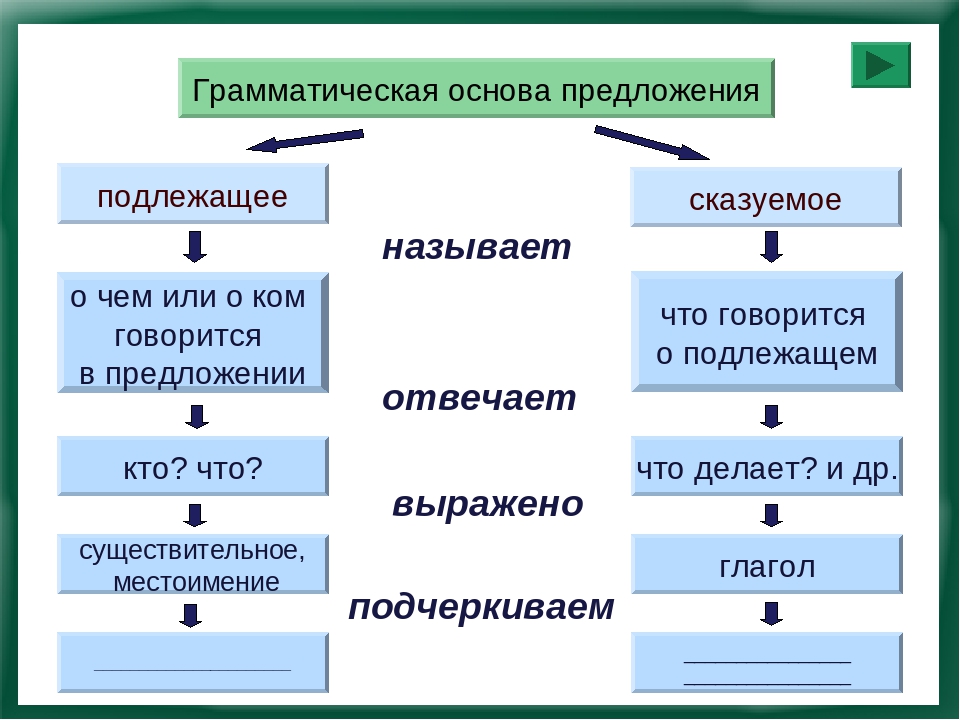 Грамматическая основа предложения
подлежащее
сказуемое
называет
о чем или о ком
говорится
в предложении
что говорится
о подлежащем
отвечает
кто? что?
что делает? и др.
выражено
существительное,
местоимение
глагол
подчеркиваем